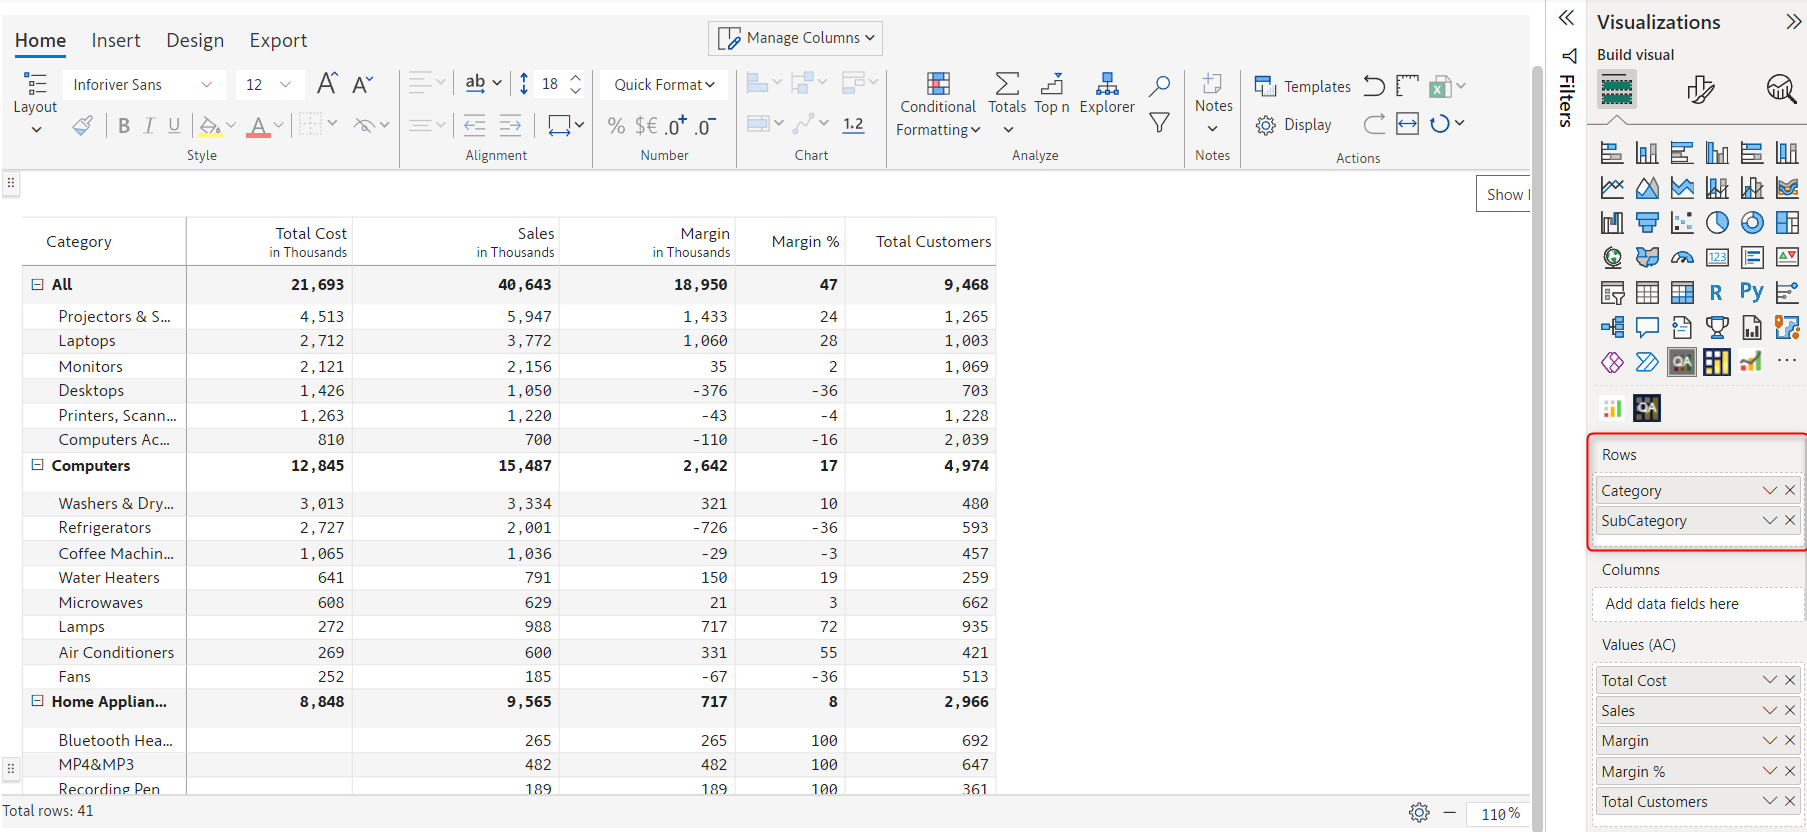 Home Insert Design Export
Manage Columns
Layout
Inforiver Sans
12
A A
B I U
A
Style
ab
18
Alignment
Quick Format
% $€ .0+ .0-
Number
1.2
Chart
Conditional
Formatting
Totals
Top n
Explorer
Analyze
Notes
Notes
Templates
Display
Actions
Show
Category Total Cost in Thousands Sales in Thousands Margin in Thousands Margin % Total Customers
All 21,693 40,643 18,950 47 9,468
Projectors & S... 4,513 5,947 1,433 24 1,265
Laptops 2,712 3,772 1,060 28 1,003
Monitors 2,121 2,156 35 2 1,069
Desktops 1,426 1,050 -376 -36 703
Printers, Scann... 1,263 1,220 -43 -4 1,228
Computers Ac... 810 700 -110 -16 2,039
Computers 12,845 15,487 2,642 17 4,974
Washers & Dry... 3,013 3,334 321 10 480
Refrigerators 2,727 2,001 -726 -36 593
Coffee Machin... 1,065 1,036 -29 -3 457
Water Heaters 641 791 150 19 259
Microwaves 608 629 21 3 662
Lamps 272 988 717 72 935
Air Conditioners 269 600 331 55 421
Fans 252 185 -67 -36 513
Home Applian... 8,848 9,565 717 8 2,966
Bluetooth Hea... 265 265 100 692
MP4&MP3 482 482 100 647
Recording Pen 189 189 100 361
Total rows: 41
110%
Filters
Visualizations
Build visual
123
R Py
QA
QA
Rows
Category
SubCategory
Columns
Add data fields here
Values (AC)
Total Cost
Sales
Margin
Margin %
Total Customers